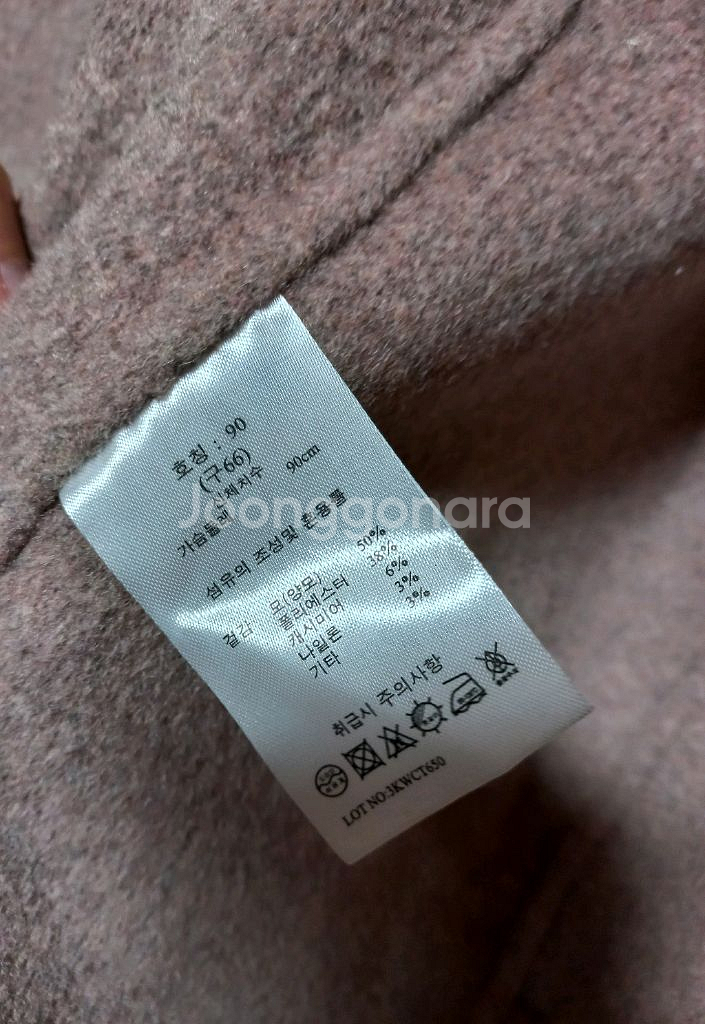 호칭 : 90
(구66)
신체치수
가슴둘레 90cm
Joonggonara
섬유의 조성및 혼용률
겉감 모(양모) 50%
폴리에스터 38%
캐시미어 6%
나일론 3%
기타 3%
취급시 주의사항
LOT NO:3KWCT650